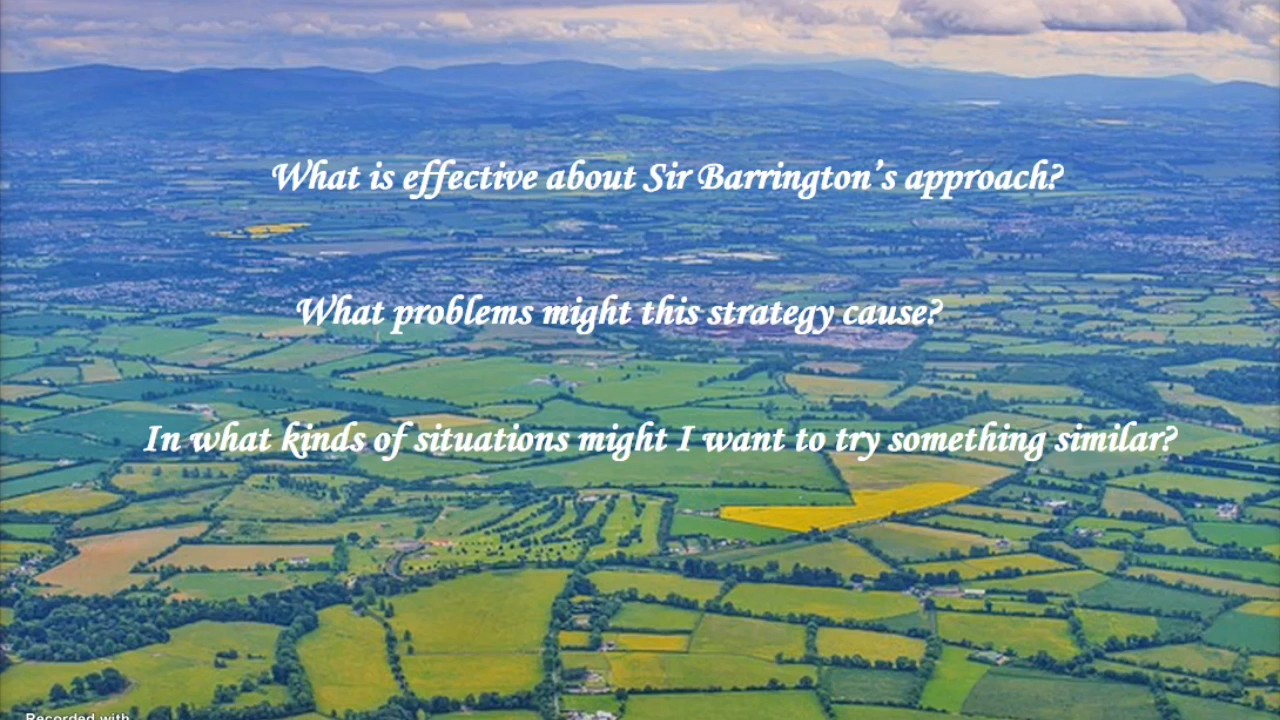 What is effective about Sir Barrington's approach?
What problems might this strategy cause?
In what kinds of situations might I want to try something similar?
Recorded with